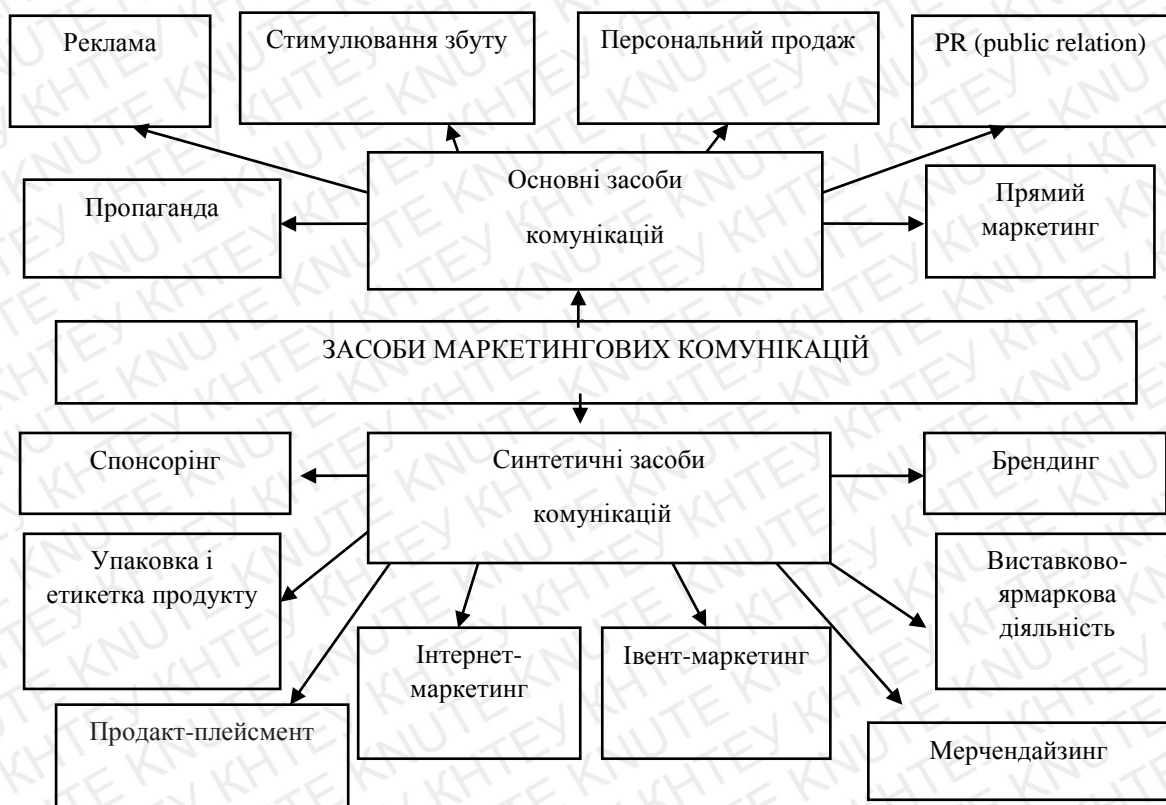 Реклама
Стимулювання збуту
Персональний продаж
PR (public relation)
Основні засоби
комунікацій
Пропаганда
Прямий
маркетинг
ЗАСОБИ МАРКЕТИНГОВИХ КОМУНІКАЦІЙ
Спонсорінг
Синтетичні засоби
комунікацій
Брендинг
Упаковка і
етикетка продукту
Виставково-
ярмаркова
діяльність
Інтернет-
маркетинг
Івент-маркетинг
Продакт-плейсмент
Мерчендайзинг